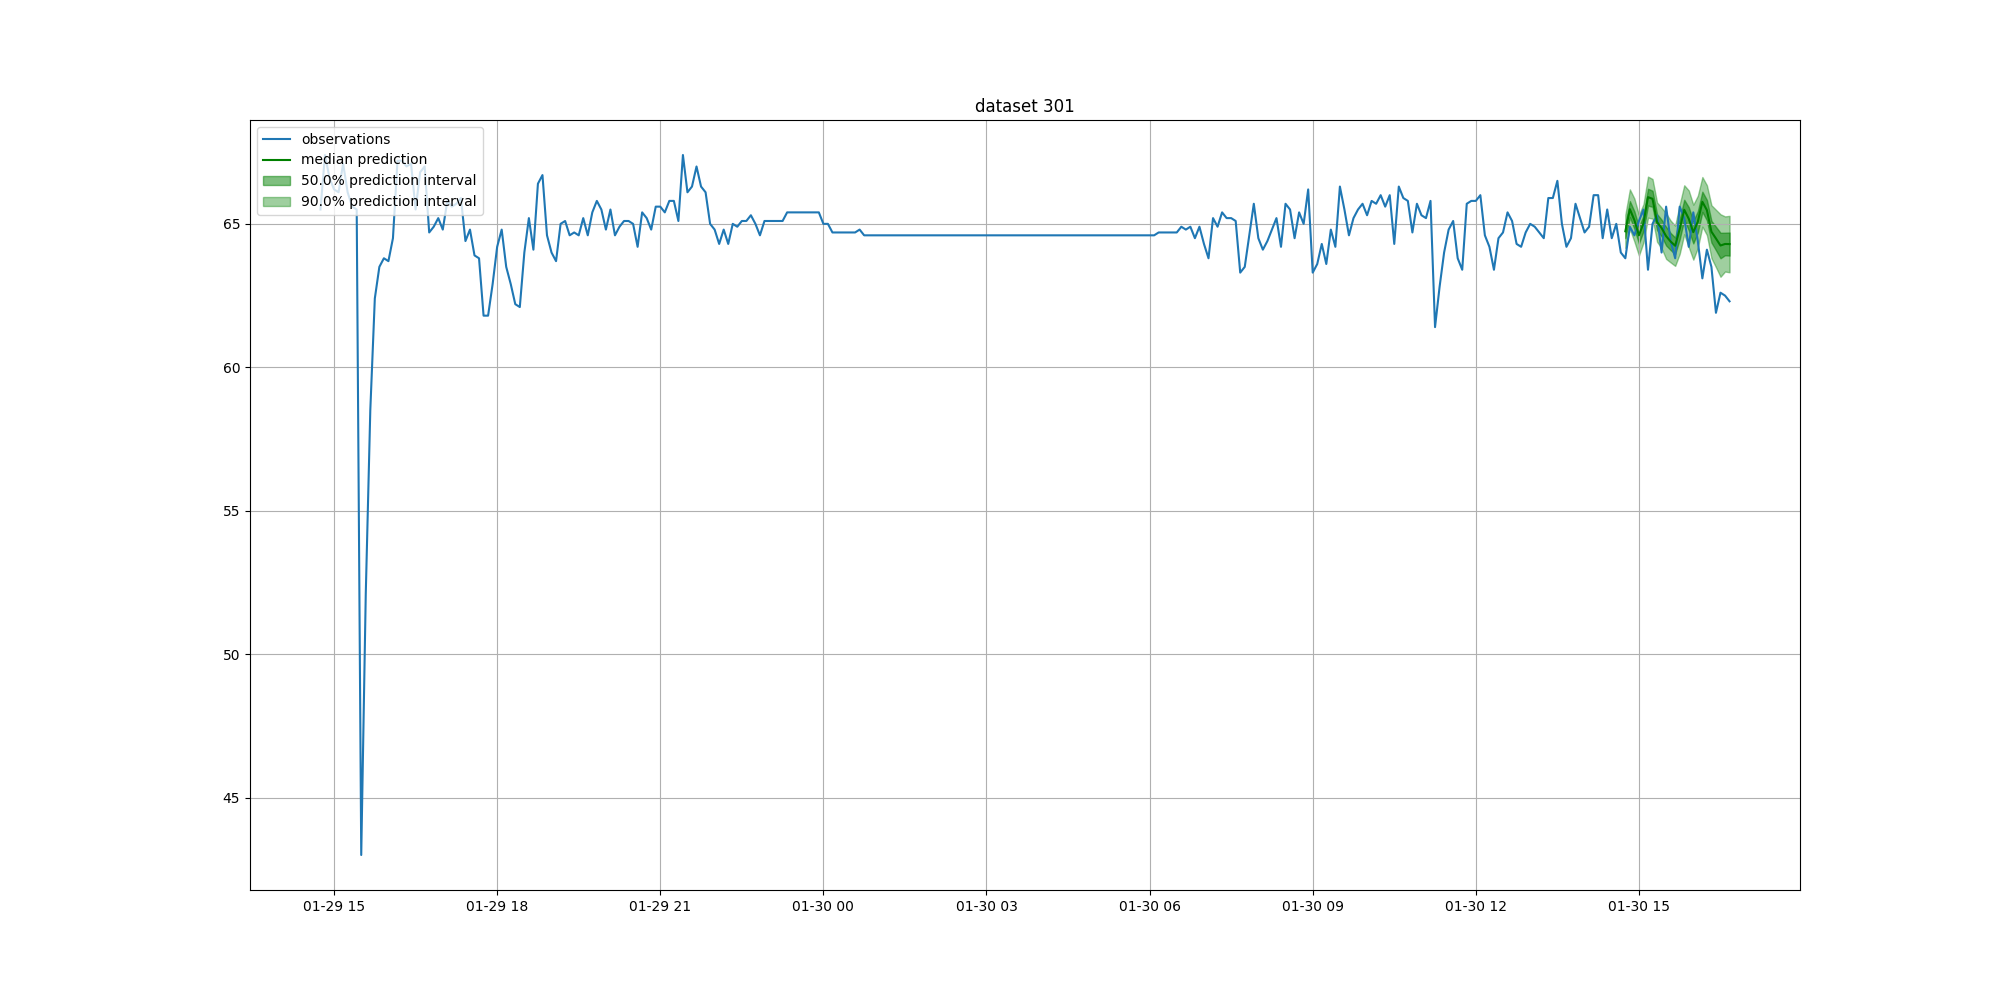 dataset 301
observations
median prediction
50.0% prediction interval
90.0% prediction interval
65
60
55
50
45
01-29 15
01-29 18
01-29 21
01-30 00
01-30 03
01-30 06
01-30 09
01-30 12
01-30 15